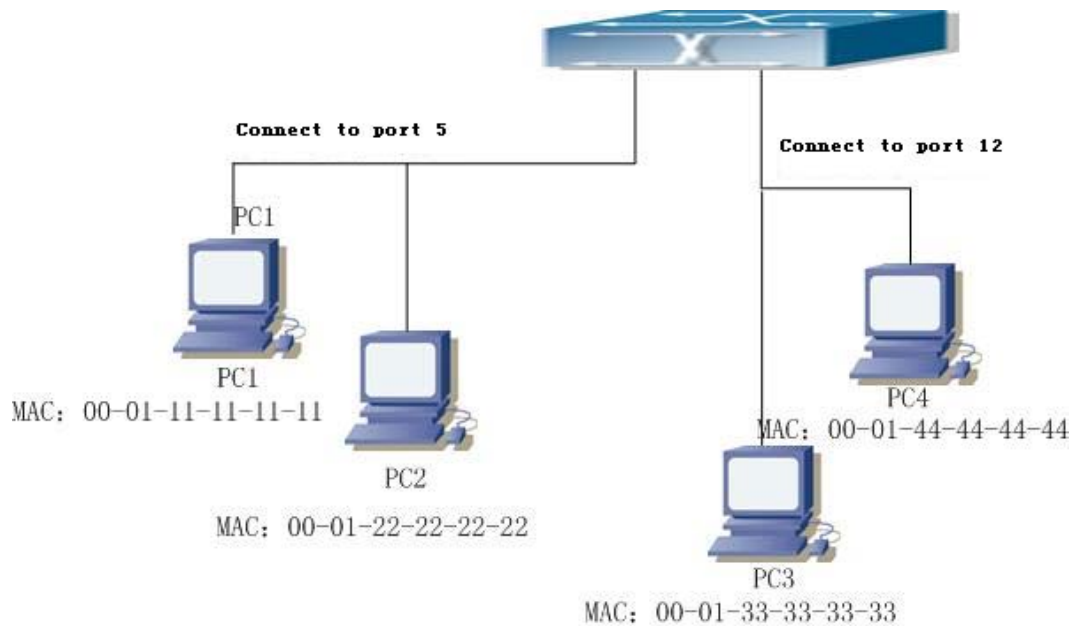 Connect to port 5
Connect to port 12
PC1
PC1
MAC: 00-01-11-11-11-11
PC2
MAC: 00-01-22-22-22-22
PC4
MAC: 00-01-44-44-44-44
PC3
MAC: 00-01-33-33-33-33